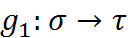 g₁: σ → τ